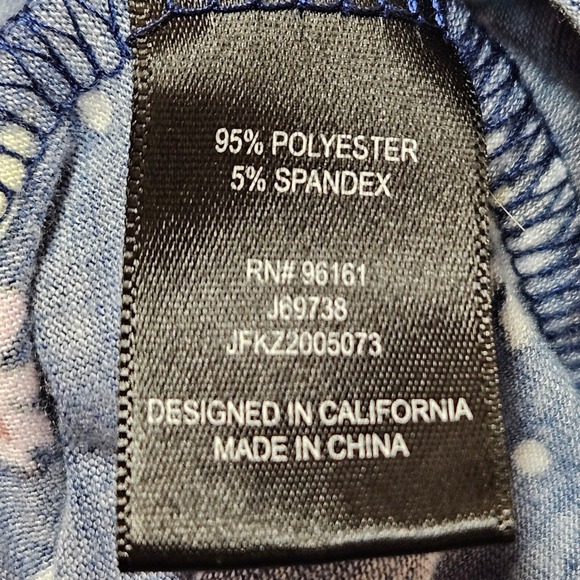 95% POLYESTER
5% SPANDEX
RN# 96161
J69738
JFKZ2005073
DESIGNED IN CALIFORNIA
MADE IN CHINA